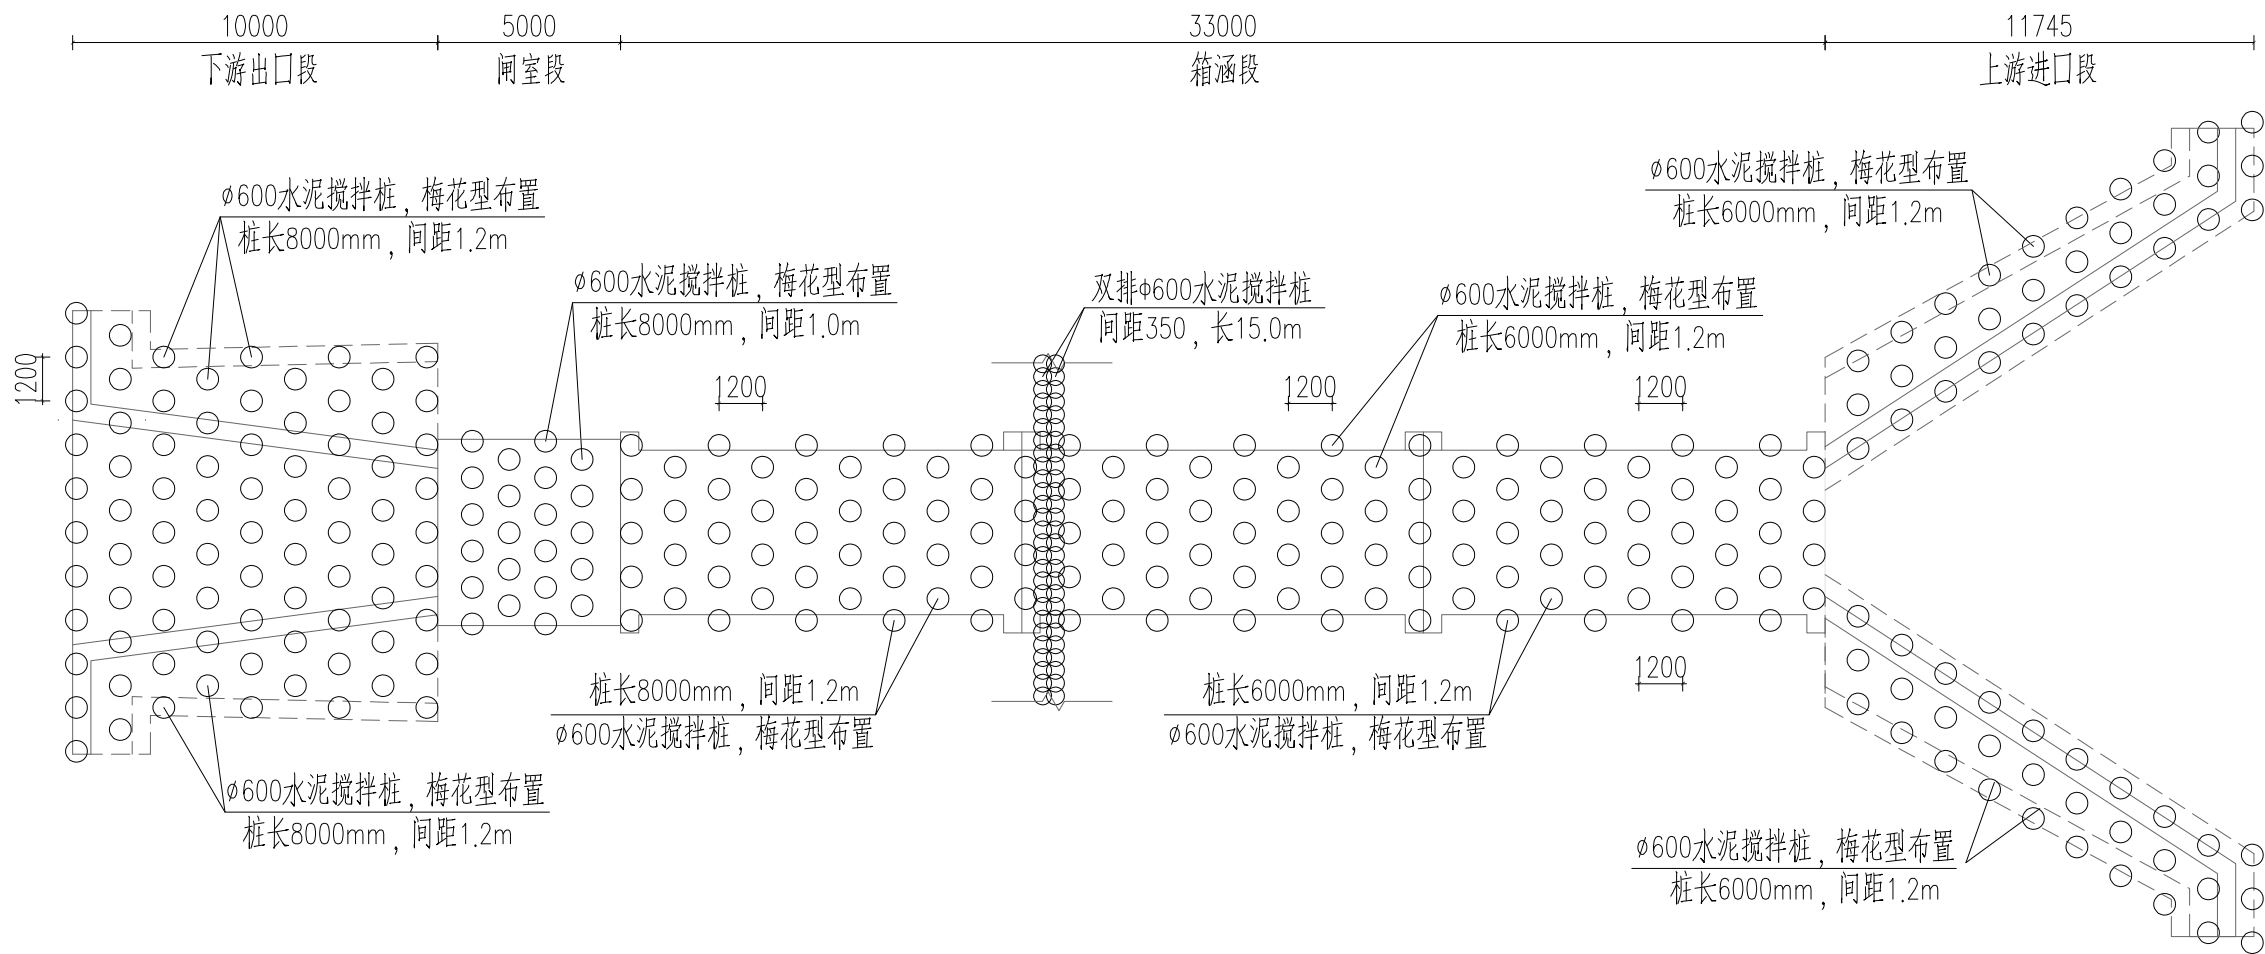 10000
5000
33000
11745
下游出口段
闸室段
箱涵段
上游进口段
ϕ600水泥搅拌桩，梅花型布置
桩长8000mm，间距1.2m
ϕ600水泥搅拌桩，梅花型布置
桩长6000mm，间距1.2m
ϕ600水泥搅拌桩，梅花型布置
桩长8000mm，间距1.0m
双排Φ600水泥搅拌桩
间距350，长15.0m
ϕ600水泥搅拌桩，梅花型布置
桩长6000mm，间距1.2m
1200
1200
1200
1200
桩长8000mm，间距1.2m
ϕ600水泥搅拌桩，梅花型布置
桩长6000mm，间距1.2m
ϕ600水泥搅拌桩，梅花型布置
1200
ϕ600水泥搅拌桩，梅花型布置
桩长8000mm，间距1.2m
ϕ600水泥搅拌桩，梅花型布置
桩长6000mm，间距1.2m